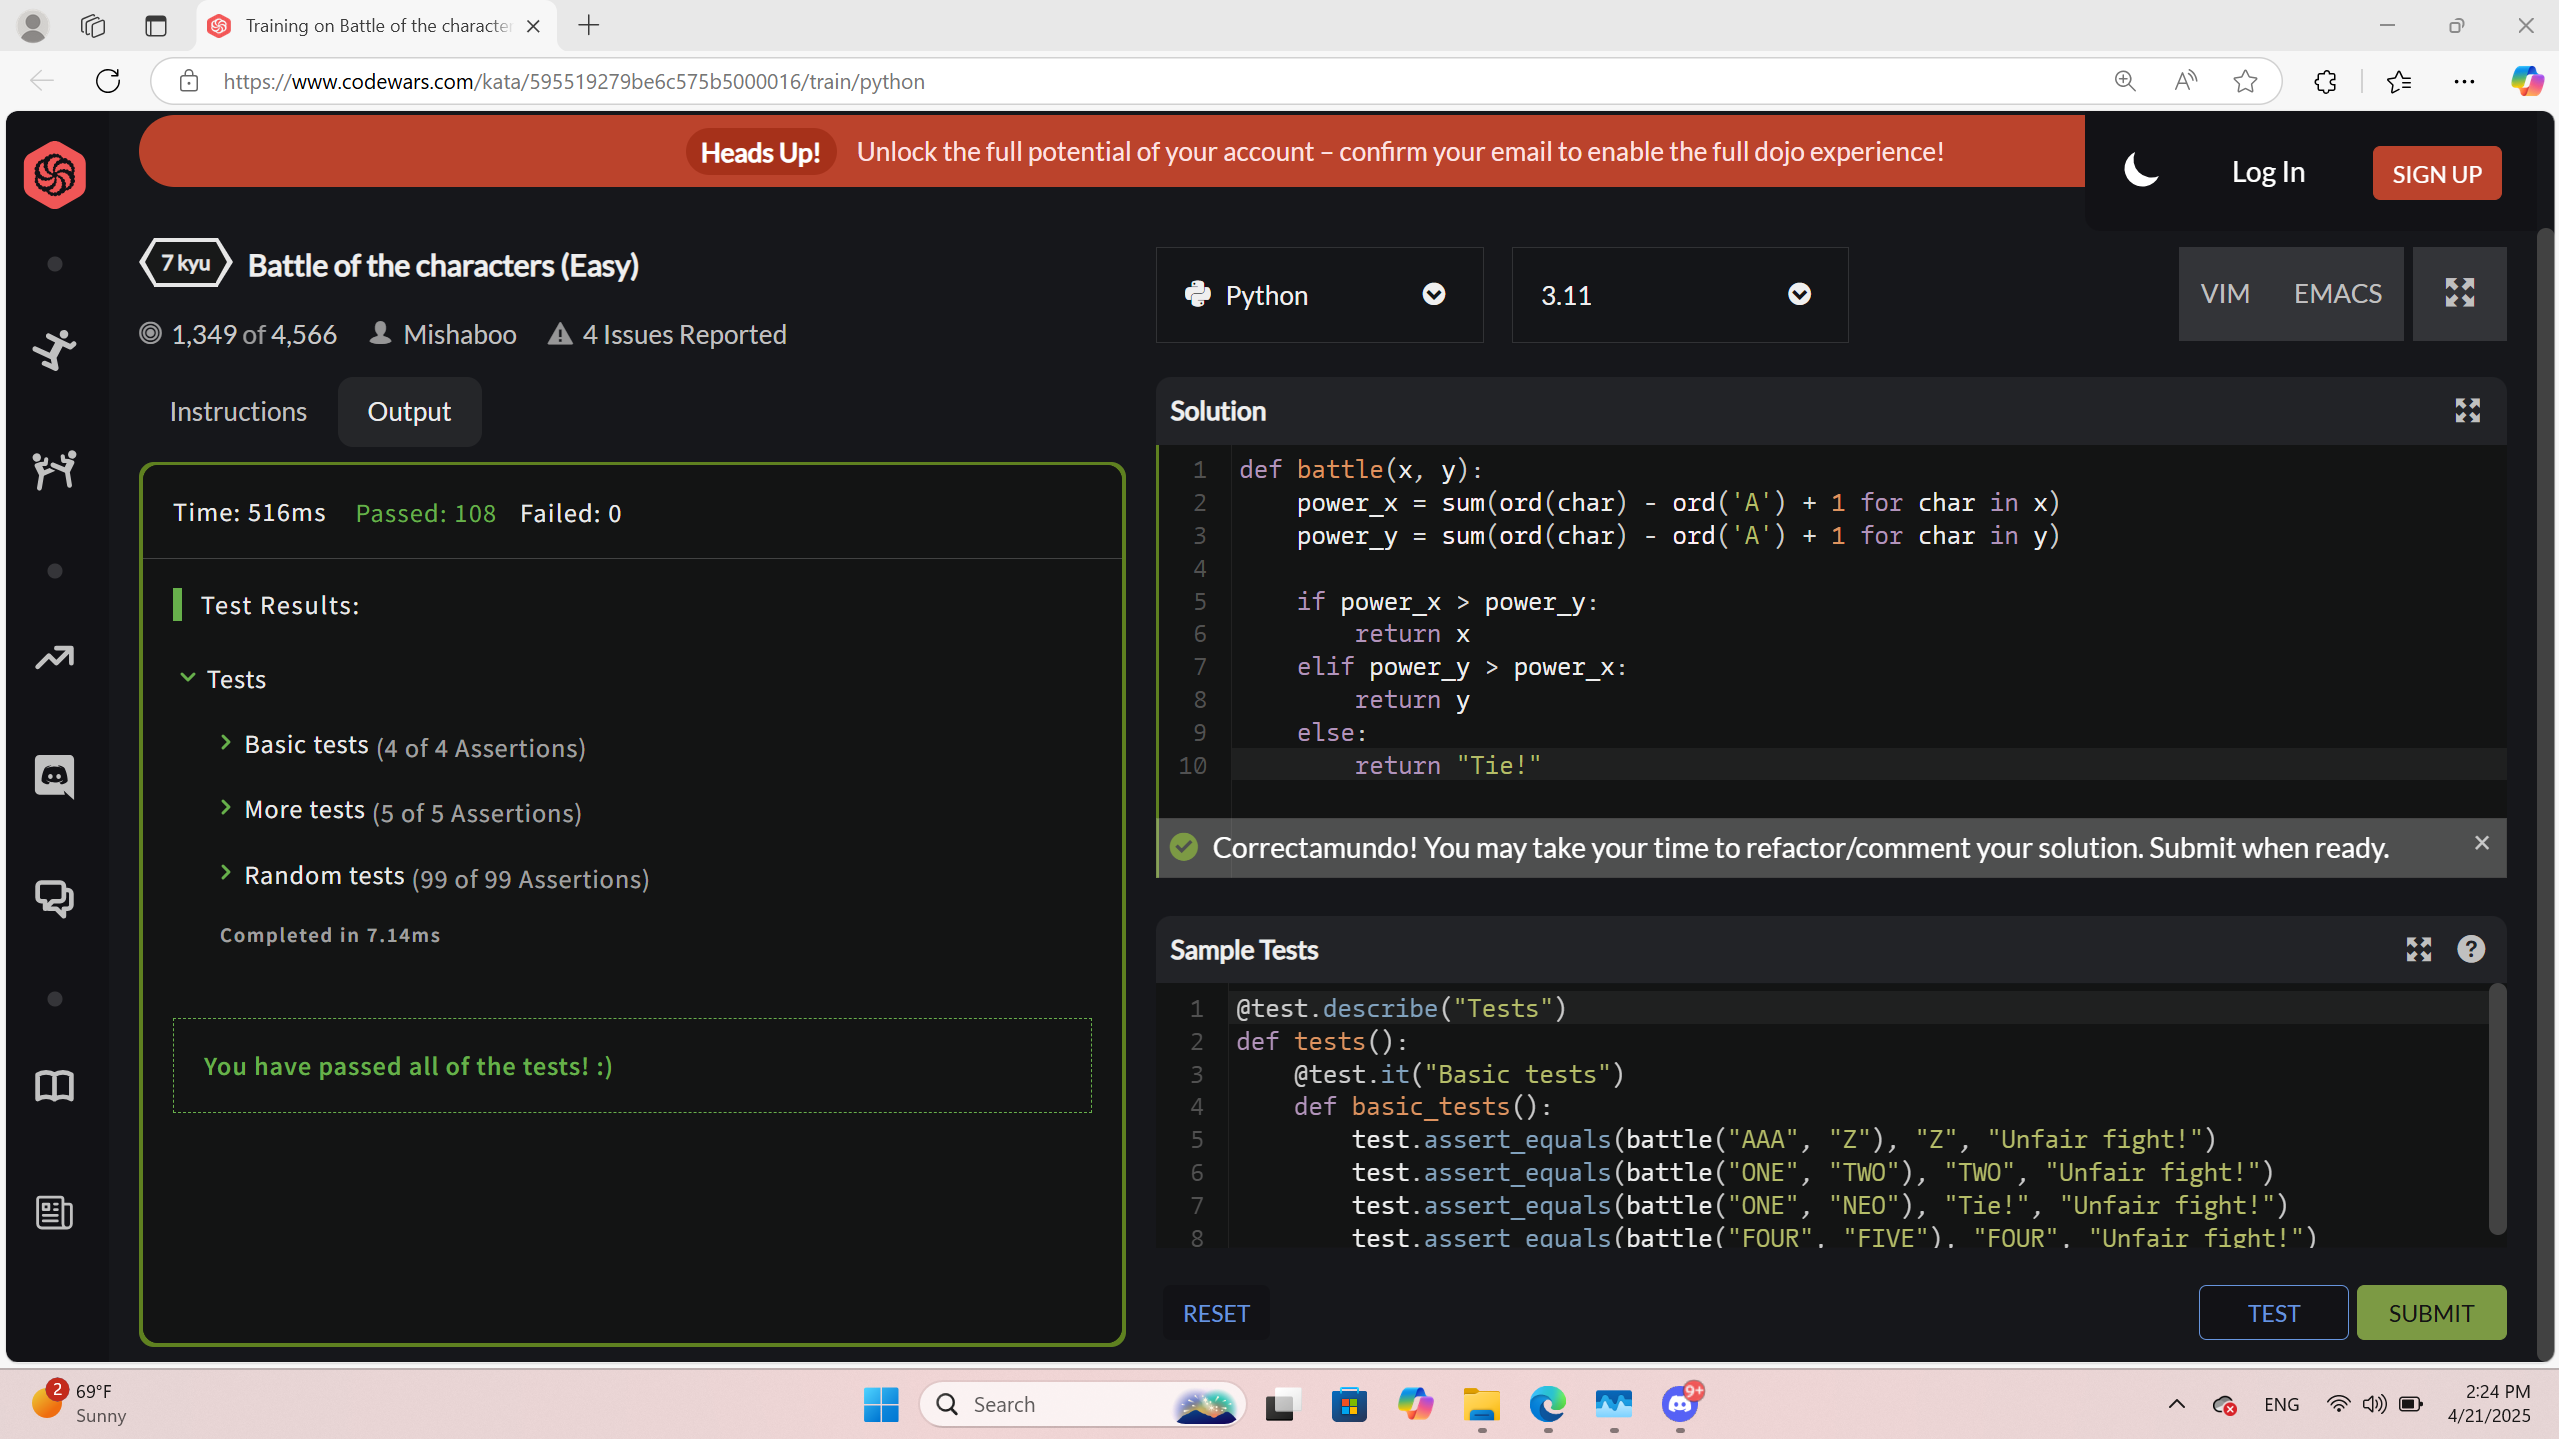 Training on Battle of the character
https://www.codewars.com/kata/595519279be6c575b5000016/train/python
Heads Up! Unlock the full potential of your account – confirm your email to enable the full dojo experience!
Log In
SIGN UP
7 kyu
Battle of the characters (Easy)
1,349 of 4,566
Mishaboo
4 Issues Reported
Python
3.11
VIM
EMACS
Instructions
Output
Time: 516ms Passed: 108 Failed: 0
Test Results:
Tests
Basic tests (4 of 4 Assertions)
More tests (5 of 5 Assertions)
Random tests (99 of 99 Assertions)
Completed in 7.14ms
You have passed all of the tests! :)
Solution
1 def battle(x, y):
2     power_x = sum(ord(char) - ord('A') + 1 for char in x)
3     power_y = sum(ord(char) - ord('A') + 1 for char in y)
4
5     if power_x > power_y:
6         return x
7     elif power_y > power_x:
8         return y
9     else:
10         return "Tie!"
Correctamundo! You may take your time to refactor/comment your solution. Submit when ready.
Sample Tests
1 @test.describe("Tests")
2 def tests():
3     @test.it("Basic tests")
4     def basic_tests():
5         test.assert_equals(battle("AAA", "Z"), "Z", "Unfair fight!")
6         test.assert_equals(battle("ONE", "TWO"), "TWO", "Unfair fight!")
7         test.assert_equals(battle("ONE", "NEO"), "Tie!", "Unfair fight!")
8         test.assert_equals(battle("FOUR", "FIVE"), "FOUR", "Unfair fight!")
RESET
TEST
SUBMIT
2
69°F
Sunny
Search
9+
ENG
2:24 PM
4/21/2025